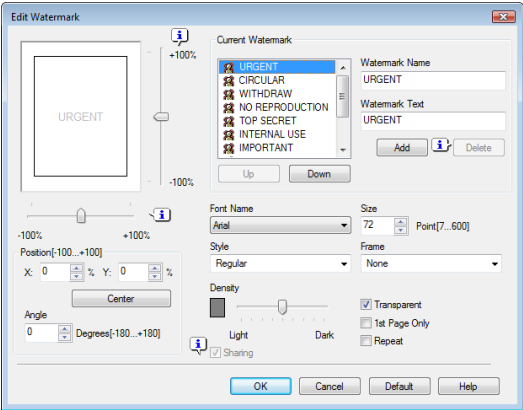 Edit Watermark
URGENT
+100%
-100%
-100%
+100%
Position[-100...+100]
X: 0 % Y: 0 %
Center
Angle
0 Degrees[-180...+180]
Current Watermark
URGENT
CIRCULAR
WITHDRAW
NO REPRODUCTION
TOP SECRET
INTERNAL USE
IMPORTANT
Up
Down
Watermark Name
URGENT
Watermark Text
URGENT
Add
Delete
Font Name
Arial
Size
72 Point[7...600]
Style
Regular
Frame
None
Density
Light
Dark
Sharing
Transparent
1st Page Only
Repeat
OK
Cancel
Default
Help